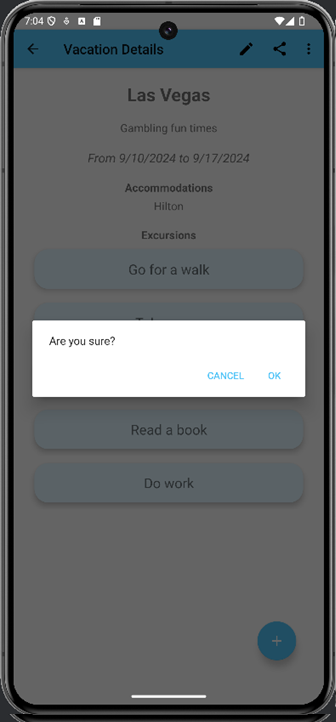 7:04
Vacation Details
Las Vegas
Gambling fun times
From 9/10/2024 to 9/17/2024
Accommodations
Hilton
Excursions
Go for a walk
Are you sure?
CANCEL
OK
Read a book
Do work